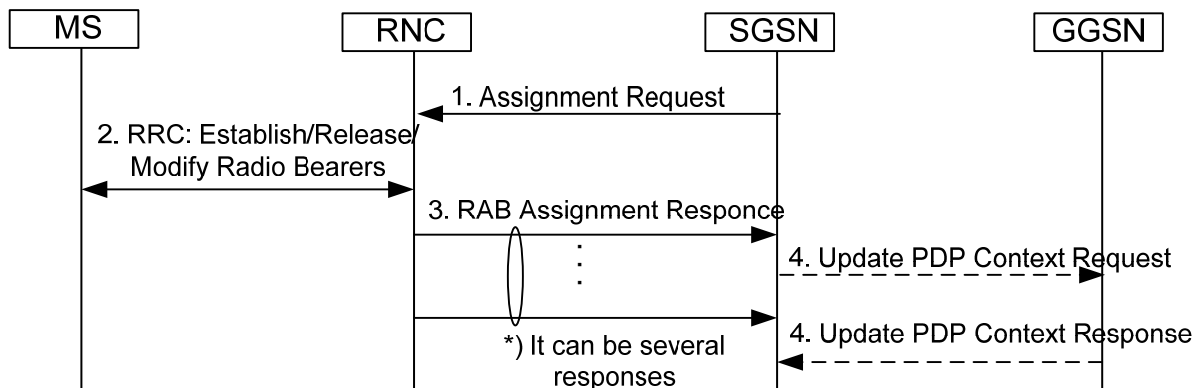 MS
RNC
SGSN
GGSN
1. Assignment Request
2. RRC: Establish/Release/
Modify Radio Bearers
3. RAB Assignment Responce
4. Update PDP Context Request
4. Update PDP Context Response
*) It can be several
responses